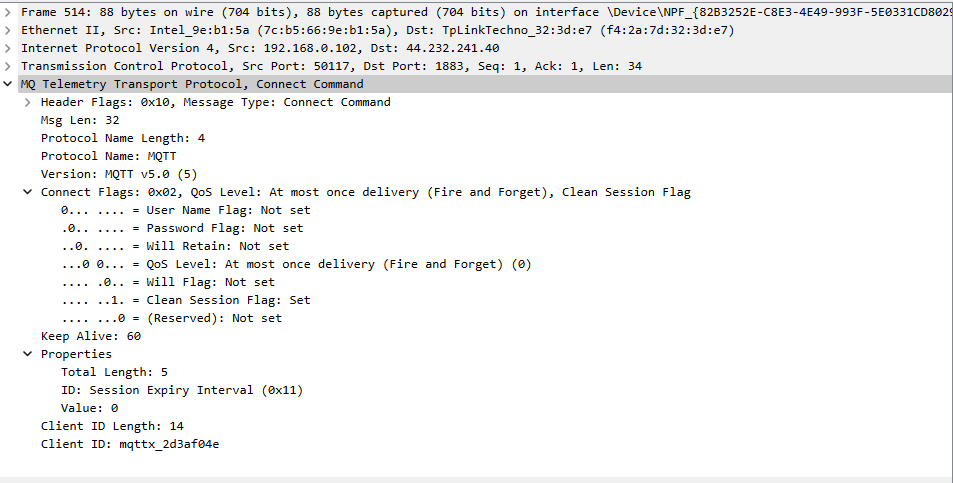 Frame 514: 88 bytes on wire (704 bits), 88 bytes captured (704 bits) on interface \Device\NPF_{82B3252E-C8E3-4E49-993F-5E0331CD8029
Ethernet II, Src: Intel_9e:b1:5a (7c:b5:66:9e:b1:5a), Dst: TpLinkTechno_32:3d:e7 (f4:2a:7d:32:3d:e7)
Internet Protocol Version 4, Src: 192.168.0.102, Dst: 44.232.241.40
Transmission Control Protocol, Src Port: 50117, Dst Port: 1883, Seq: 1, Ack: 1, Len: 34
MQ Telemetry Transport Protocol, Connect Command
Header Flags: 0x10, Message Type: Connect Command
Msg Len: 32
Protocol Name Length: 4
Protocol Name: MQTT
Version: MQTT v5.0 (5)
Connect Flags: 0x02, QoS Level: At most once delivery (Fire and Forget), Clean Session Flag
0... .... = User Name Flag: Not set
.0.. .... = Password Flag: Not set
..0. .... = Will Retain: Not set
...0 0... = QoS Level: At most once delivery (Fire and Forget) (0)
.... .0.. = Will Flag: Not set
.... ..1. = Clean Session Flag: Set
.... ...0 = (Reserved): Not set
Keep Alive: 60
Properties
Total Length: 5
ID: Session Expiry Interval (0x11)
Value: 0
Client ID Length: 14
Client ID: mqttx_2d3af04e